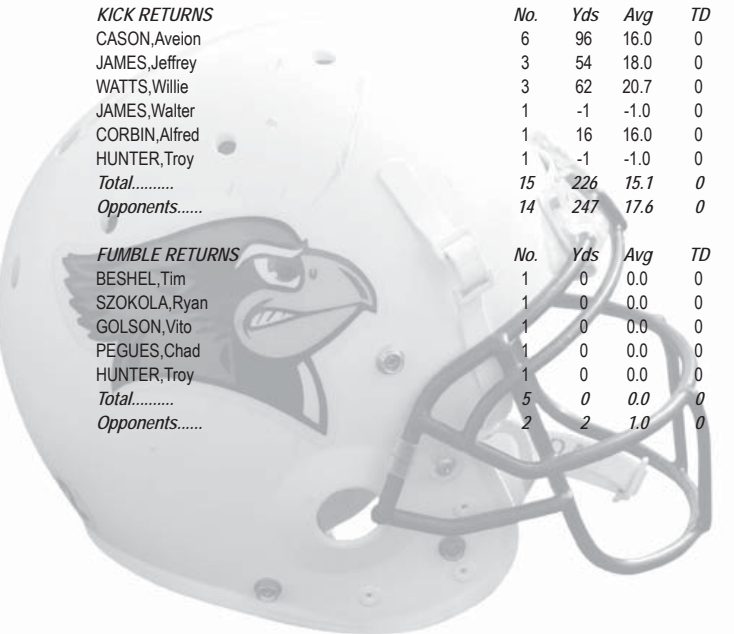 KICK RETURNS No. Yds Avg TD
CASON,Aveion 6 96 16.0 0
JAMES,Jeffrey 3 54 18.0 0
WATTS,Willie 3 62 20.7 0
JAMES,Walter 1 -1 -1.0 0
CORBIN,Alfred 1 16 16.0 0
HUNTER,Troy 1 -1 -1.0 0
Total.......... 15 226 15.1 0
Opponents...... 14 247 17.6 0
FUMBLE RETURNS No. Yds Avg TD
BESHEL,Tim 1 0 0.0 0
SZOKOLA,Ryan 1 0 0.0 0
GOLSON,Vito 1 0 0.0 0
PEGUES,Chad 1 0 0.0 0
HUNTER,Troy 1 0 0.0 0
Total.......... 5 0 0.0 0
Opponents...... 2 2 1.0 0